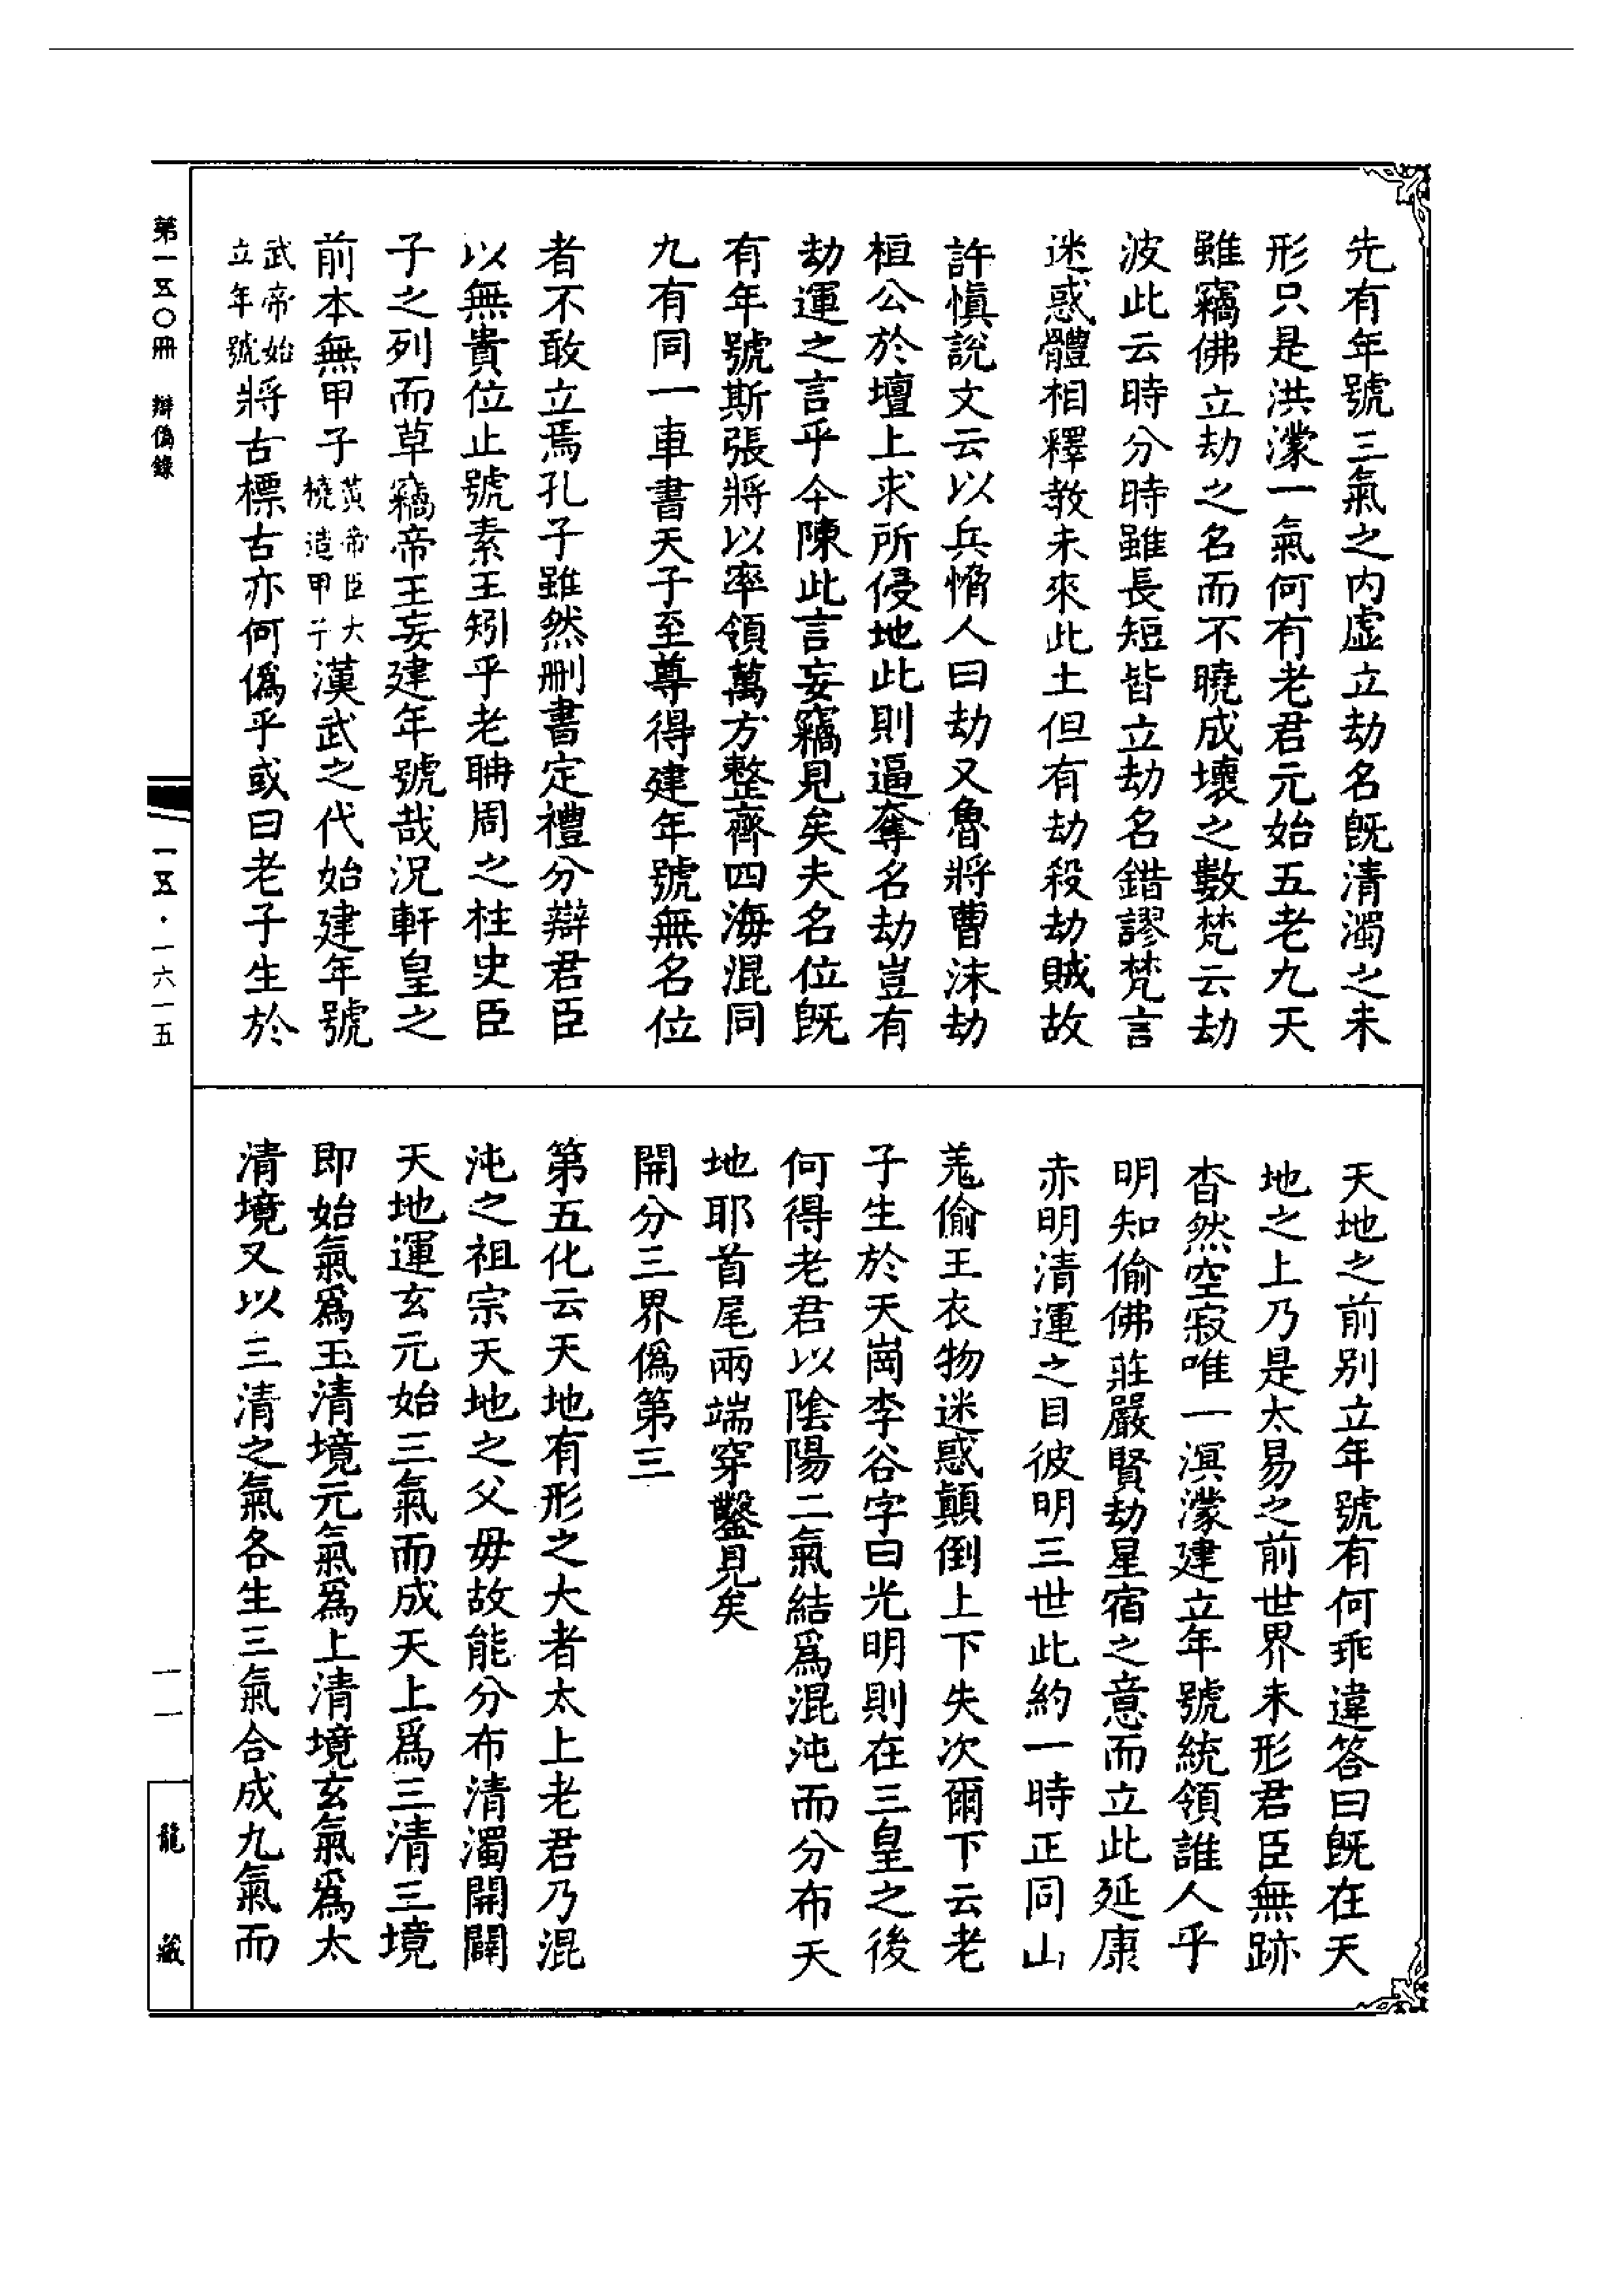 先有年號三氣之內虛立劫名既清濁之未
形只是洪濛一氣何有老君元始五老九天
雖竊佛立劫之名而不曉成壞之數梵云劫
波此云時分時雖長短皆立劫名錯謬梵言
迷惑體相釋教未來此土但有劫殺劫賊故
許慎說文云以兵脅人曰劫又魯將曹沫劫
桓公於壇上求所侵地此則逼奪名劫豈有
劫運之言乎今陳此言妄竊見矣夫名位既
有年號斯張將以率領萬方整齊四海混同
九有同一車書天子至尊得建年號無名位
者不敢立焉孔子雖然刪書定禮分辯君臣
以無貴位止號素王矧乎老聃周之柱史臣
子之列而草竊帝王妄建年號哉況軒皇之
前本無甲子黃帝臣大橈造甲子漢武之代始建年號
武帝始立年號將古標古亦何偽乎或曰老子生於
天地之前別立年號有何乖違答曰既在天
地之上乃是太易之前世界未形君臣無跡
杳然空寂唯一溟濛建立年號統領誰人乎
明知偷佛莊嚴賢劫星宿之意而立此延康
赤明清運之目彼明三世此約一時正同山
羌偷王衣物迷惑顛倒上下失次爾下云老
子生於天崗李谷字曰光明則在三皇之後
何得老君以陰陽二氣結爲混沌而分布天
地耶首尾兩端穿鑿見矣
開分三界偽第三
第五化云天地有形之大者太上老君乃混
沌之祖宗天地之父母故能分布清濁開闢
天地運玄元始三氣而成天上爲三清三境
即始氣爲玉清境元氣爲上清境玄氣爲太
清境又以三清之氣各生三氣合成九氣而
第一五〇冊　辯偽錄
一五·一六一五
一一
龍藏